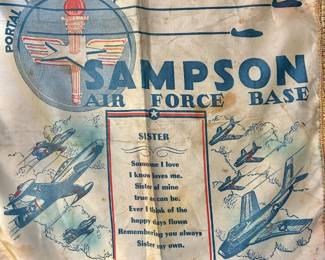 PORTAL
SAMPSON
AIR FORCE BASE
SISTER
Someone I love
I know loves me.
Sister of mine
true as can be.
Ever I think of the
happy days flown
Remembering you always
Sister my own.